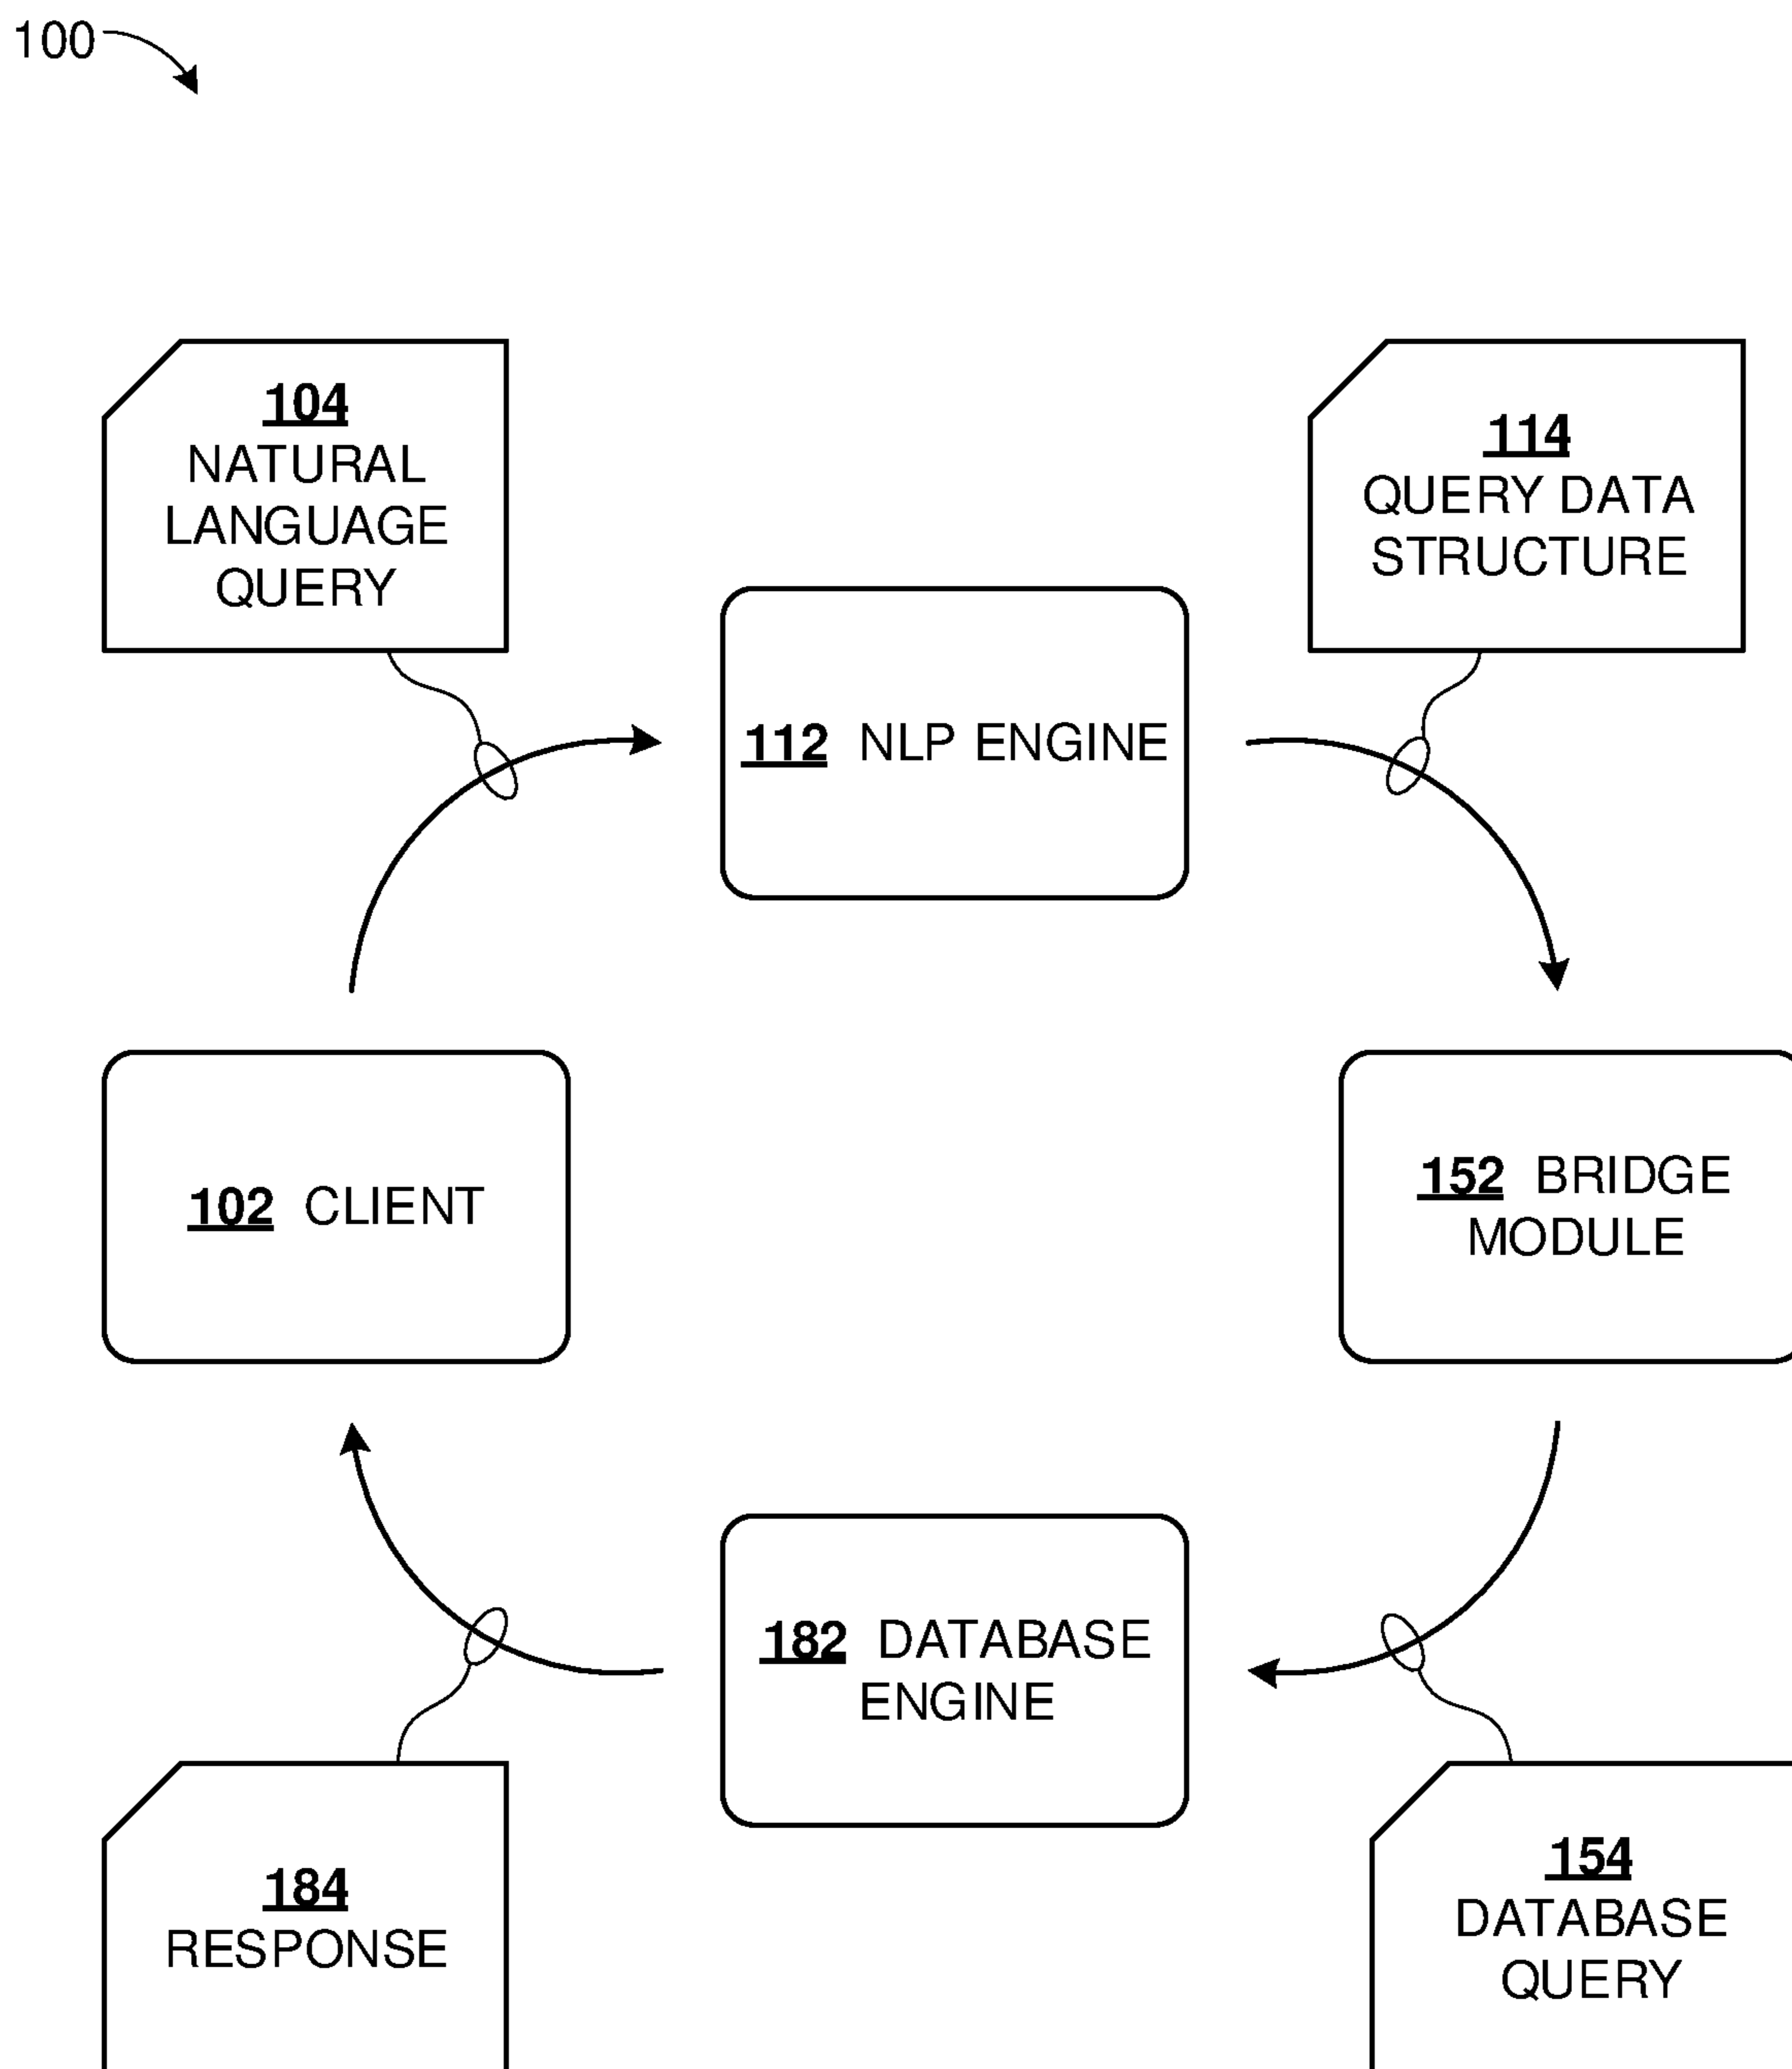 100
104
NATURAL
LANGUAGE
QUERY
114
QUERY DATA
STRUCTURE
112 NLP ENGINE
102 CLIENT
152 BRIDGE
MODULE
182 DATABASE
ENGINE
184
RESPONSE
154
DATABASE
QUERY